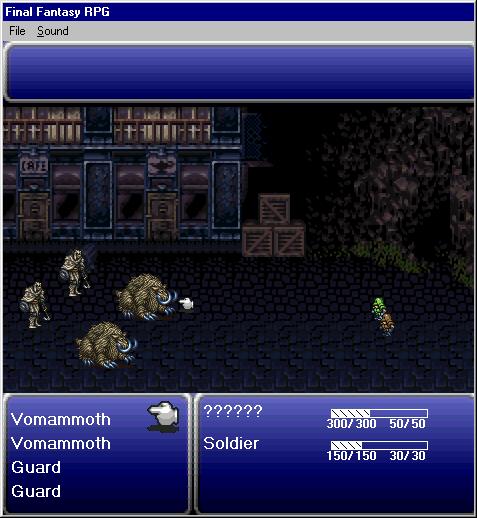 Final Fantasy RPG
File Sound
CAFE
Vomammoth
Vomammoth
Guard
Guard
??????
300/300 50/50
Soldier
150/150 30/30